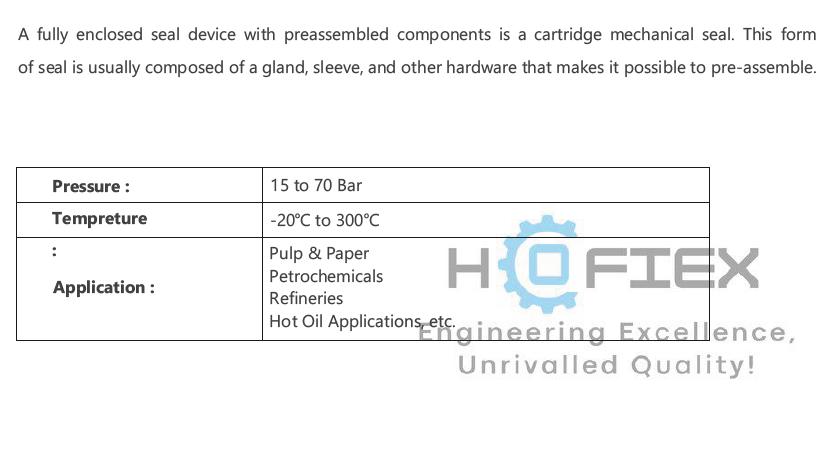 A fully enclosed seal device with preassembled components is a cartridge mechanical seal. This form
of seal is usually composed of a gland, sleeve, and other hardware that makes it possible to pre-assemble.
Pressure :
15 to 70 Bar
Tempreture
-20°C to 300°C
:
Application :
Pulp & Paper
Petrochemicals
Refineries
Hot Oil Applications, etc.
HOFIEX
Engineering Excellence,
Unrivalled Quality!